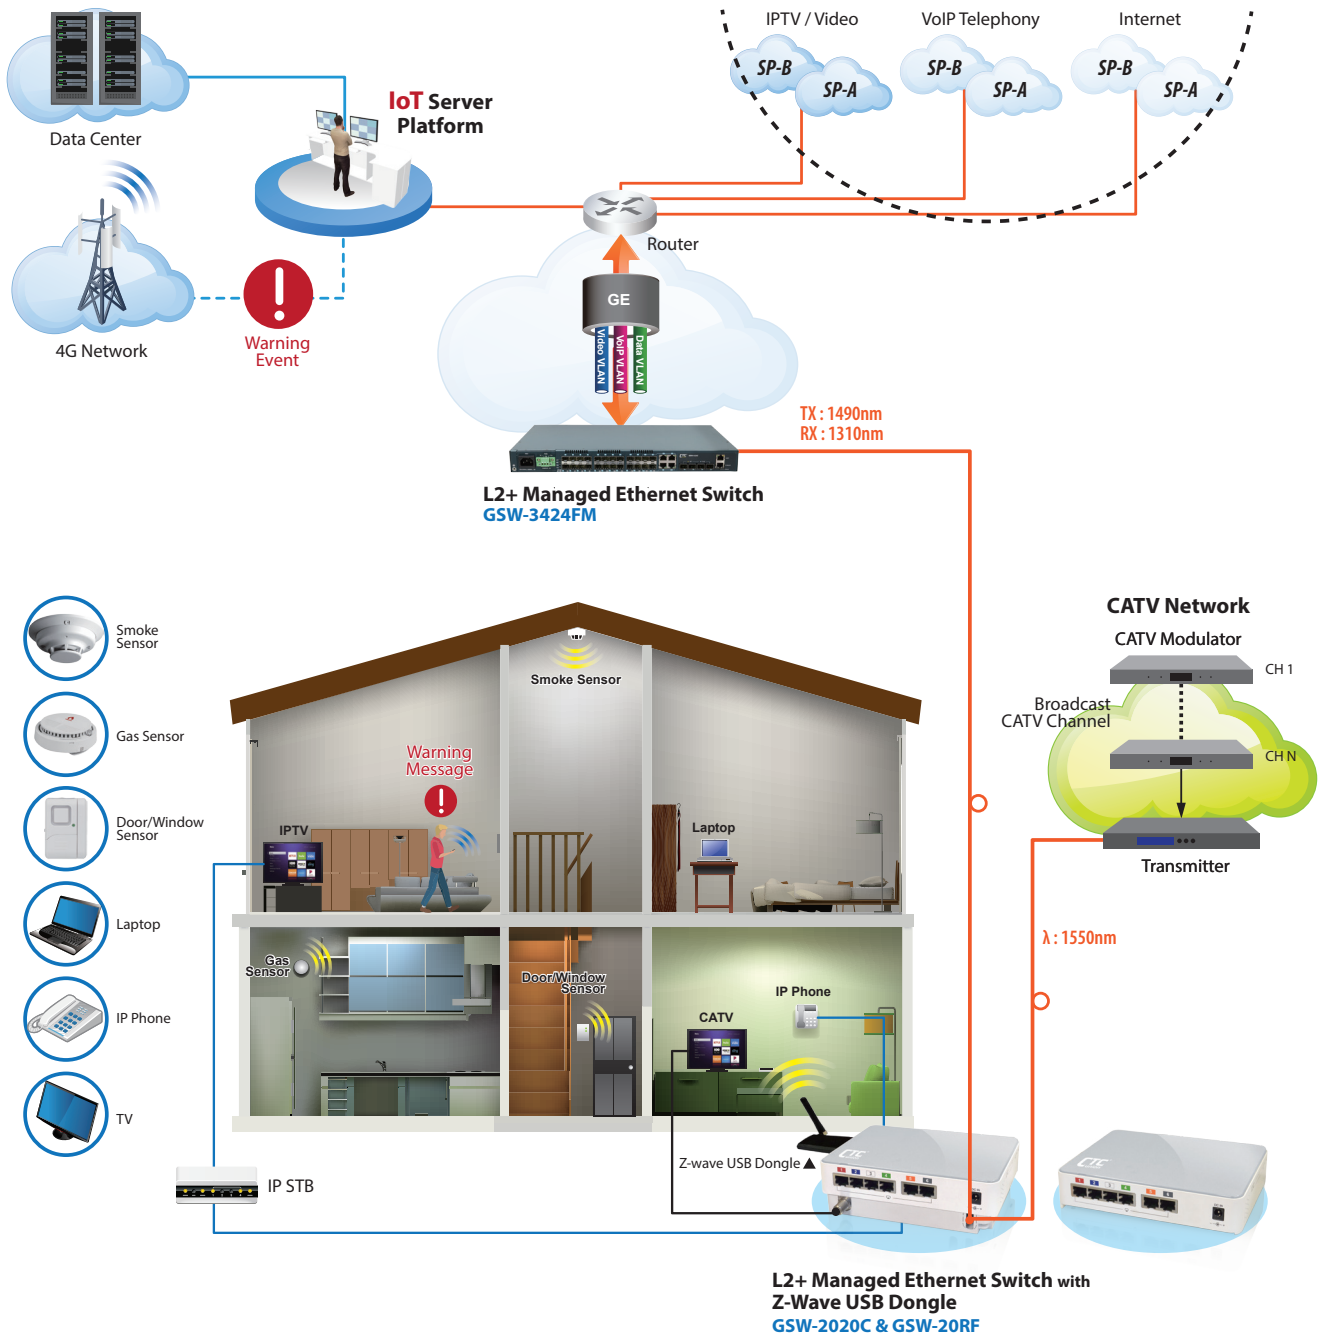 IPTV / Video
VoIP Telephony
Internet
SP-B
SP-A
SP-B
SP-A
SP-B
SP-A
Data Center
IoT Server
Platform
4G Network
Warning
Event
Router
GE
Video VLAN
VoIP VLAN
Data VLAN
TX : 1490nm
RX : 1310nm
L2+ Managed Ethernet Switch
GSW-3424FM
CATV Network
CATV Modulator
CH 1
Broadcast
CATV Channel
CH N
Transmitter
λ : 1550nm
Smoke
Sensor
Gas Sensor
Door/Window
Sensor
Laptop
IP Phone
TV
Smoke Sensor
Warning
Message
IPTV
Laptop
Gas
Sensor
Door/Window
Sensor
IP Phone
CATV
Z-wave USB Dongle ▲
IP STB
CTC
CTC
L2+ Managed Ethernet Switch with
Z-Wave USB Dongle
GSW-2020C & GSW-20RF